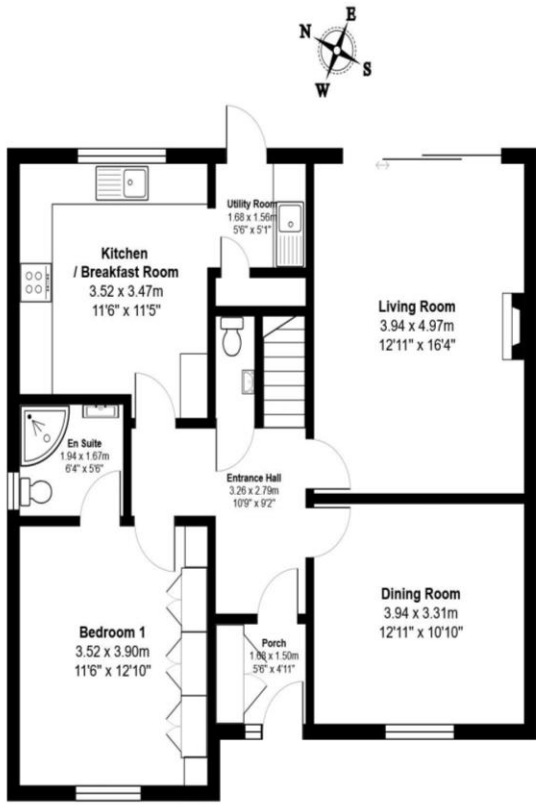 E
N
S
W
Utility Room
1.68 x 1.56m
5'6" x 5'1"
Kitchen
/ Breakfast Room
3.52 x 3.47m
11'6" x 11'5"
Living Room
3.94 x 4.97m
12'11" x 16'4"
En Suite
1.94 x 1.67m
6'4" x 5'6"
Entrance Hall
3.26 x 2.79m
10'9" x 9'2"
Dining Room
3.94 x 3.31m
12'11" x 10'10"
Bedroom 1
3.52 x 3.90m
11'6" x 12'10"
Porch
1.68 x 1.50m
5'6" x 4'11"